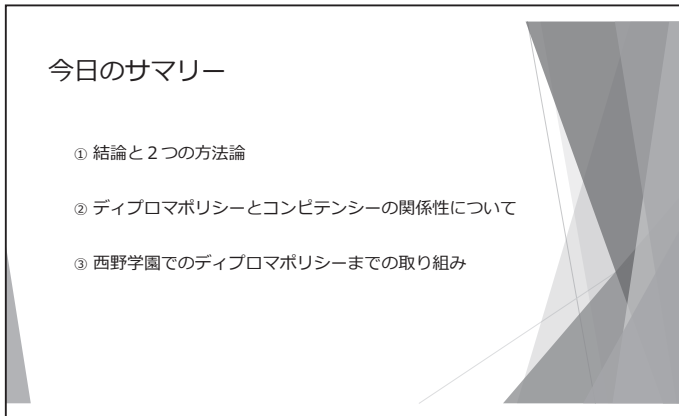 今日のサマリー
① 結論と２つの方法論
② ディプロマポリシーとコンピテンシーの関係性について
③ 西野学園でのディプロマポリシーまでの取り組み